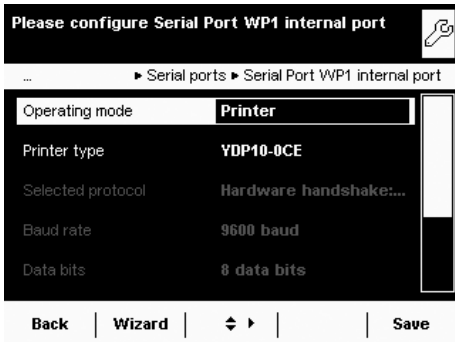 Please configure Serial Port WP1 internal port
... ▶ Serial ports ▶ Serial Port WP1 internal port
Operating mode Printer
Printer type YDP10-0CE
Selected protocol Hardware handshake:...
Baud rate 9600 baud
Data bits 8 data bits
Back Wizard Save